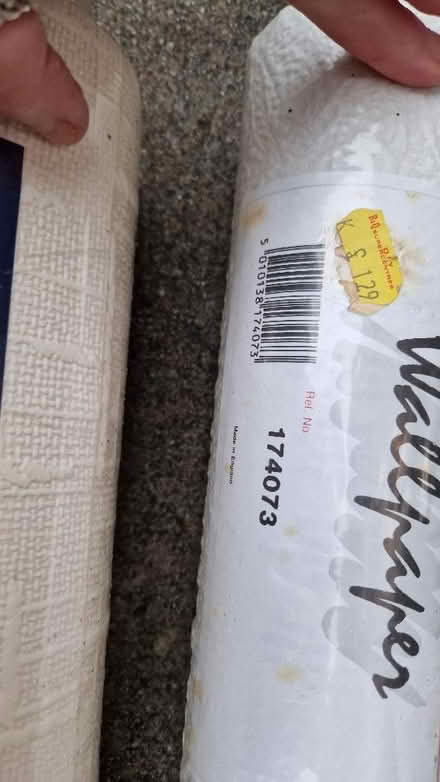 B&Q
K £ 1.29
5 010138 174073
Ref No
174073
Made in England
Wallpaper